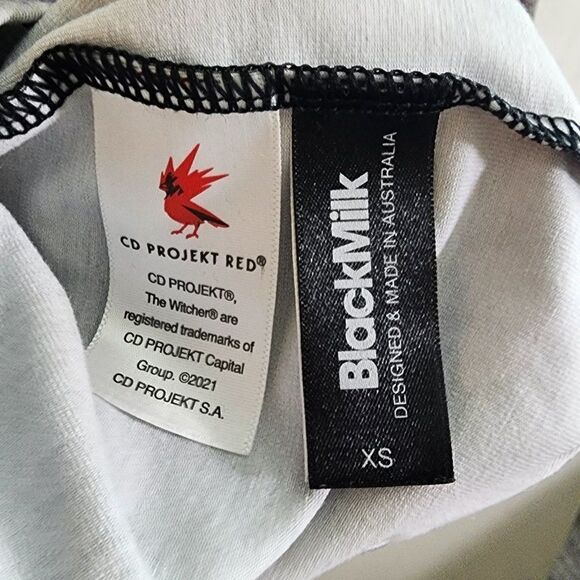 CD PROJEKT RED®
CD PROJEKT®,
The Witcher® are
registered trademarks of
CD PROJEKT Capital
Group. ©2021
CD PROJEKT S.A.
BlackMilk
DESIGNED & MADE IN AUSTRALIA
XS